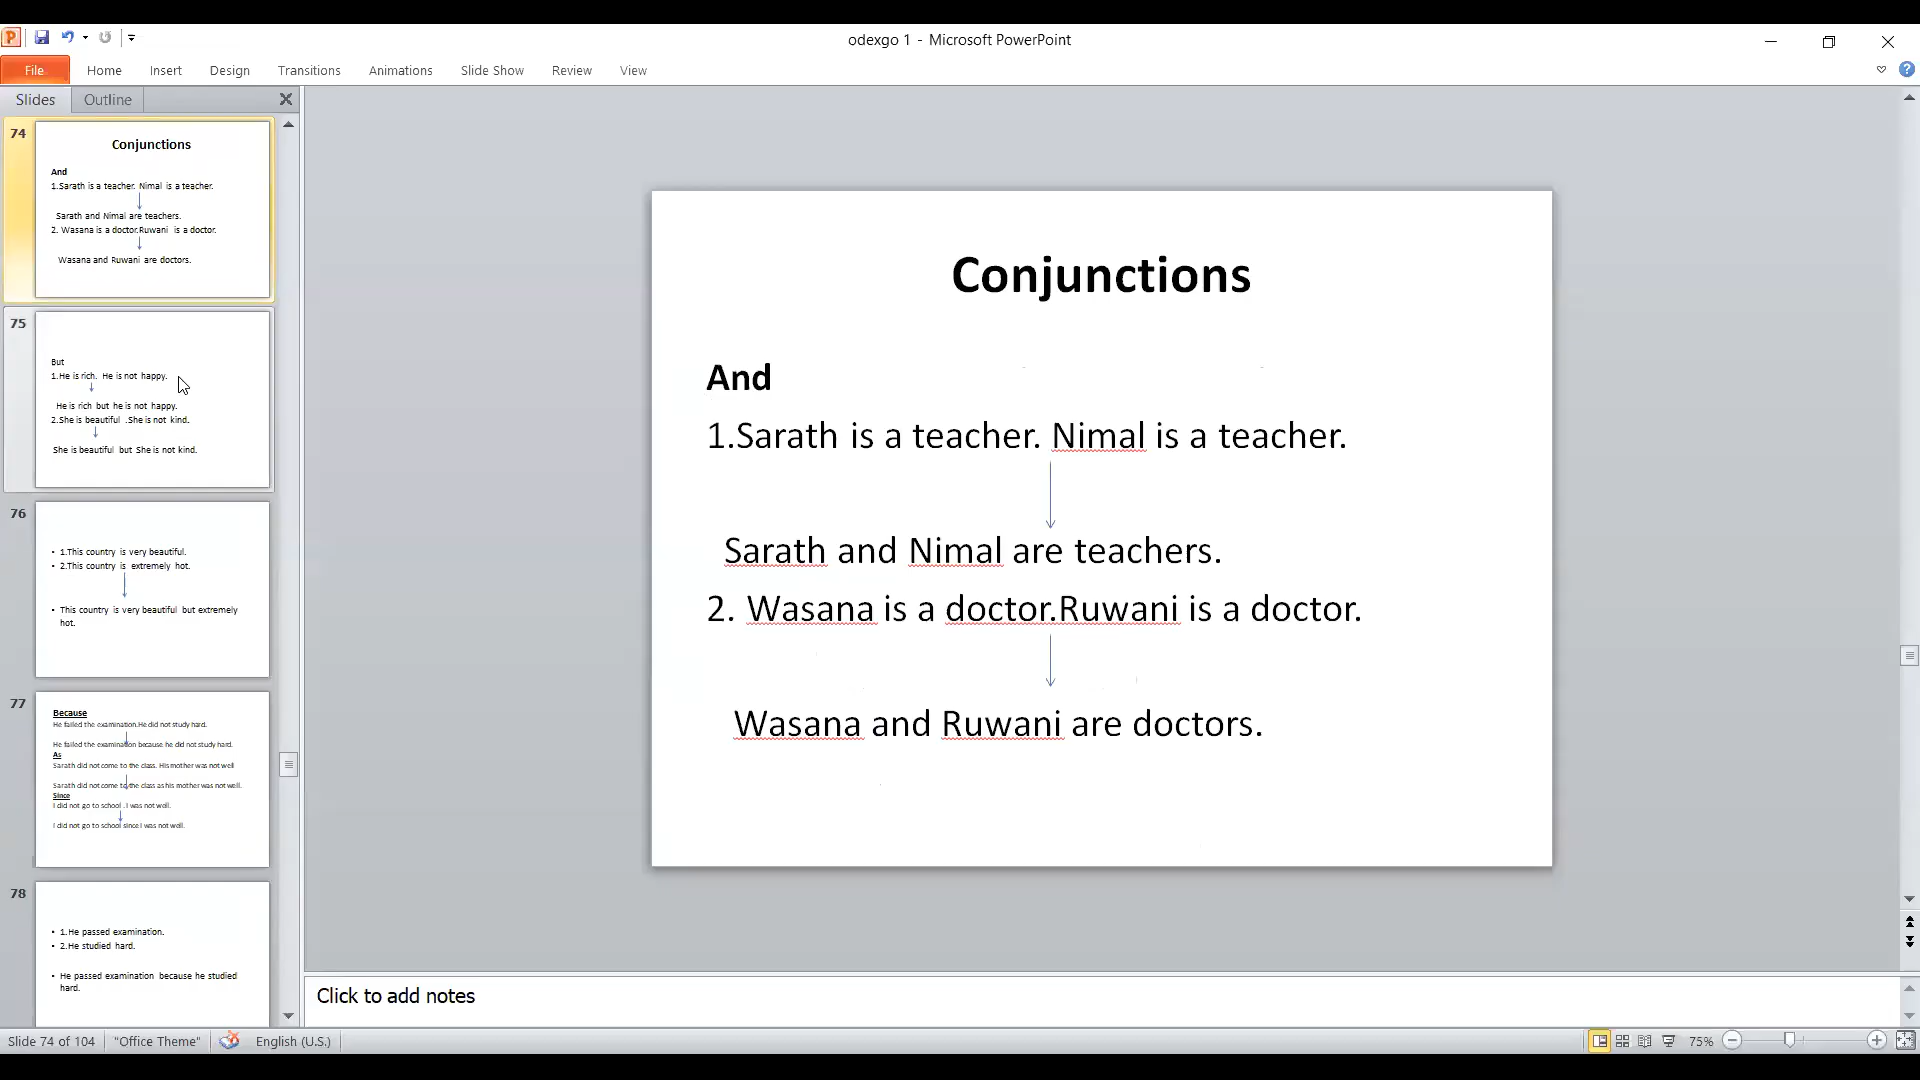 odexgo 1 - Microsoft PowerPoint
File Home Insert Design Transitions Animations Slide Show Review View
Slides Outline
74
Conjunctions
And
1.Sarath is a teacher. Nimal is a teacher.
Sarath and Nimal are teachers.
2. Wasana is a doctor.Ruwani is a doctor.
Wasana and Ruwani are doctors.
75
But
1.He is rich. He is not happy.
He is rich but he is not happy.
2.She is beautiful .She is not kind.
She is beautiful but She is not kind.
76
• 1.This country is very beautiful.
• 2.This country is extremely hot.
• This country is very beautiful but extremely
hot.
77
Because
He failed the examination.He did not study hard.
He failed the examination because he did not study hard.
As
Sarath did not come to the class. His mother was not well
Sarath did not come to the class as his mother was not well.
Since
I did not go to school .I was not well.
I did not go to school since I was not well.
78
• 1.He passed examination.
• 2.He studied hard.
• He passed examination because he studied
hard.
Conjunctions
And
1.Sarath is a teacher. Nimal is a teacher.
Sarath and Nimal are teachers.
2. Wasana is a doctor.Ruwani is a doctor.
Wasana and Ruwani are doctors.
Click to add notes
Slide 74 of 104 "Office Theme" English (U.S.) 75%